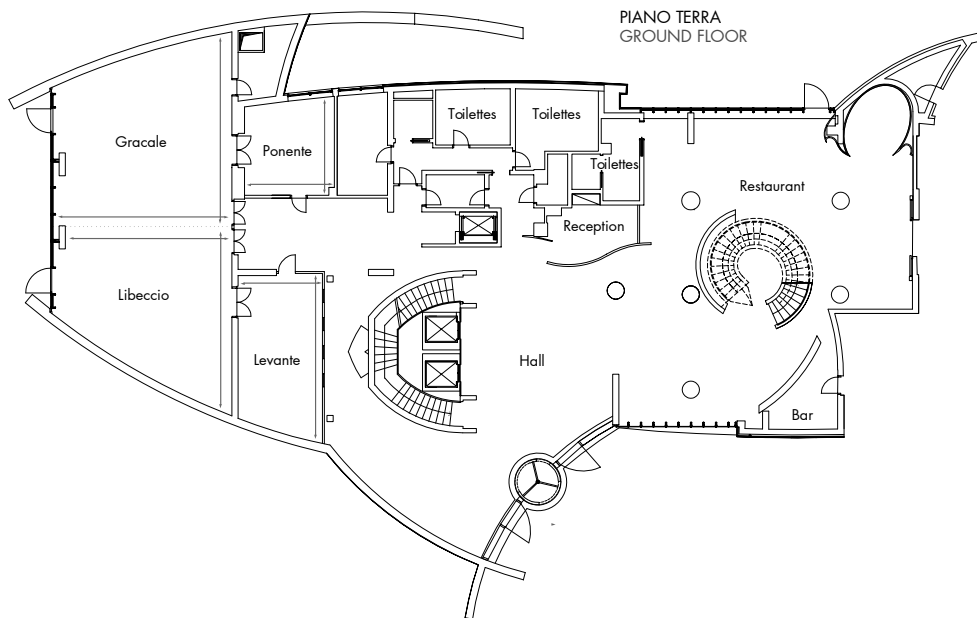 PIANO TERRA
GROUND FLOOR
Toilettes
Toilettes
Gracale
Ponente
Toilettes
Restaurant
Reception
Libeccio
Levante
Hall
Bar